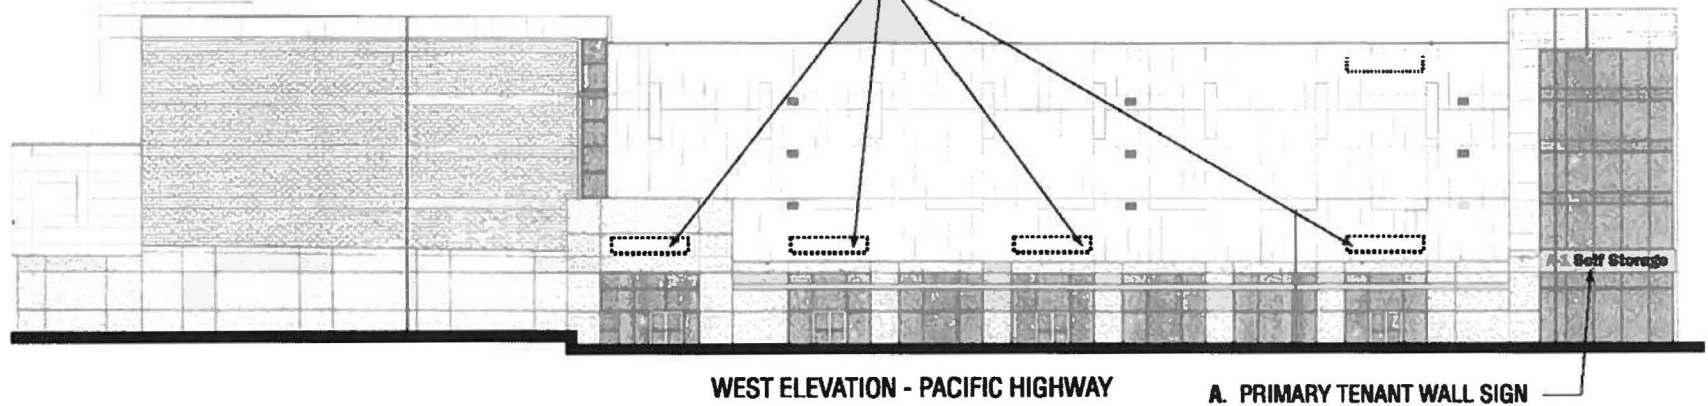 A-1 Self Storage
WEST ELEVATION - PACIFIC HIGHWAY
A. PRIMARY TENANT WALL SIGN